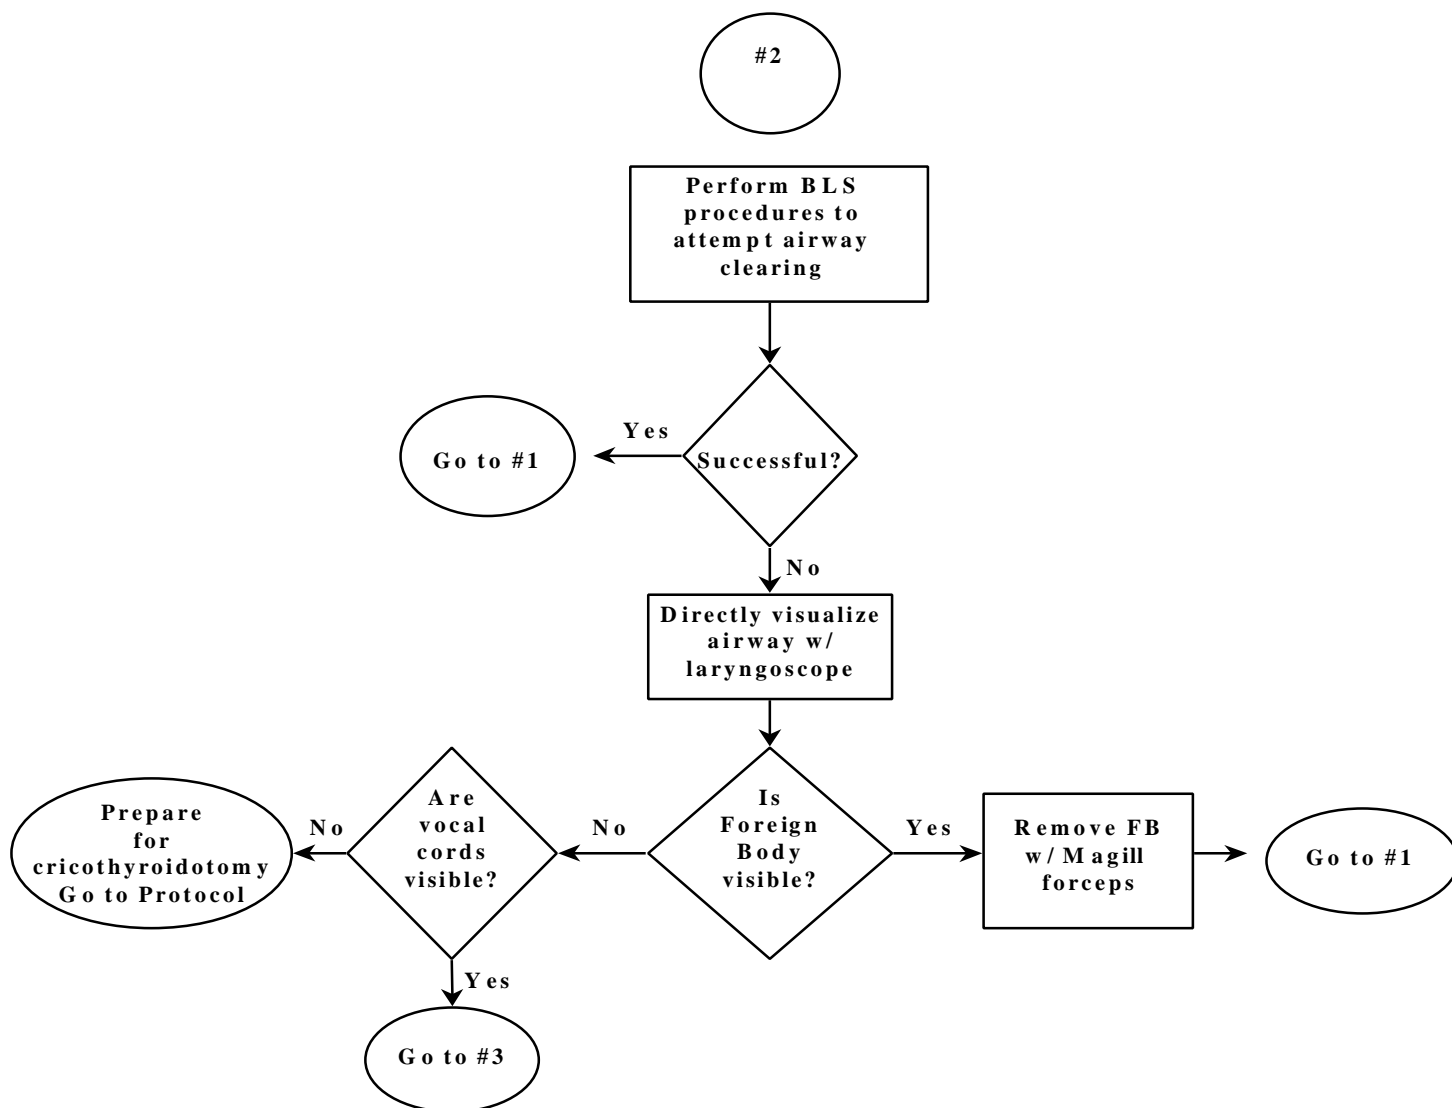 #2
Perform BLS
procedures to
attempt airway
clearing
Yes
Go to #1
Successful?
No
Directly visualize
airway w/
laryngoscope
Prepare
for
cricothyroidotomy
Go to Protocol
No
Are
vocal
cords
visible?
No
Is
Foreign
Body
visible?
Yes
Remove FB
w/ Magill
forceps
Go to #1
Yes
Go to #3